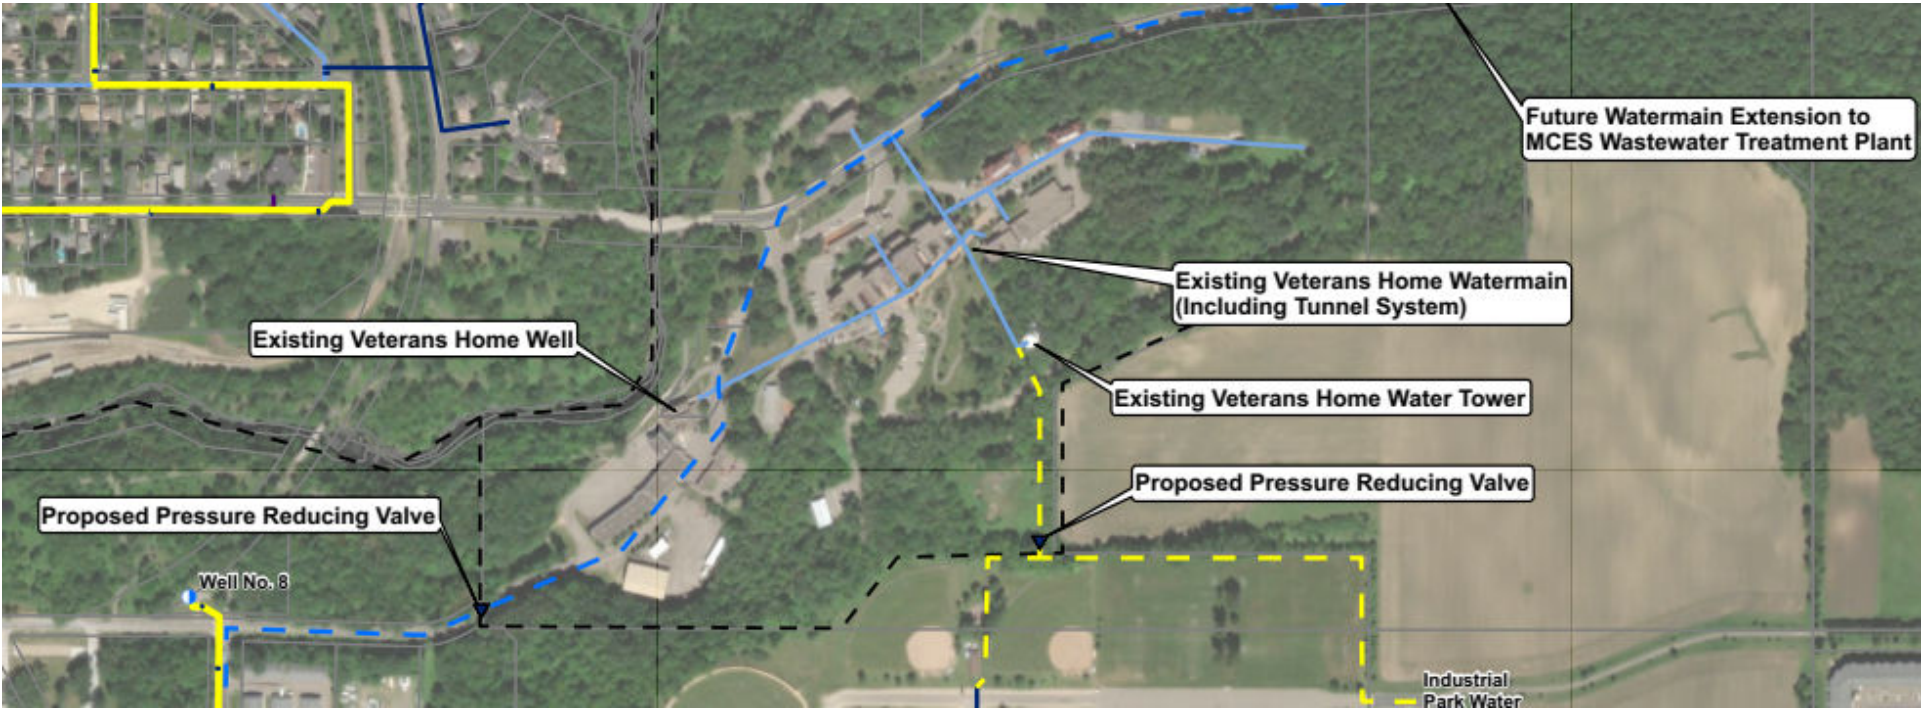 Future Watermain Extension to
MCES Wastewater Treatment Plant
Existing Veterans Home Watermain
(Including Tunnel System)
Existing Veterans Home Well
Existing Veterans Home Water Tower
Proposed Pressure Reducing Valve
Proposed Pressure Reducing Valve
Well No. 8
Industrial
Park Water